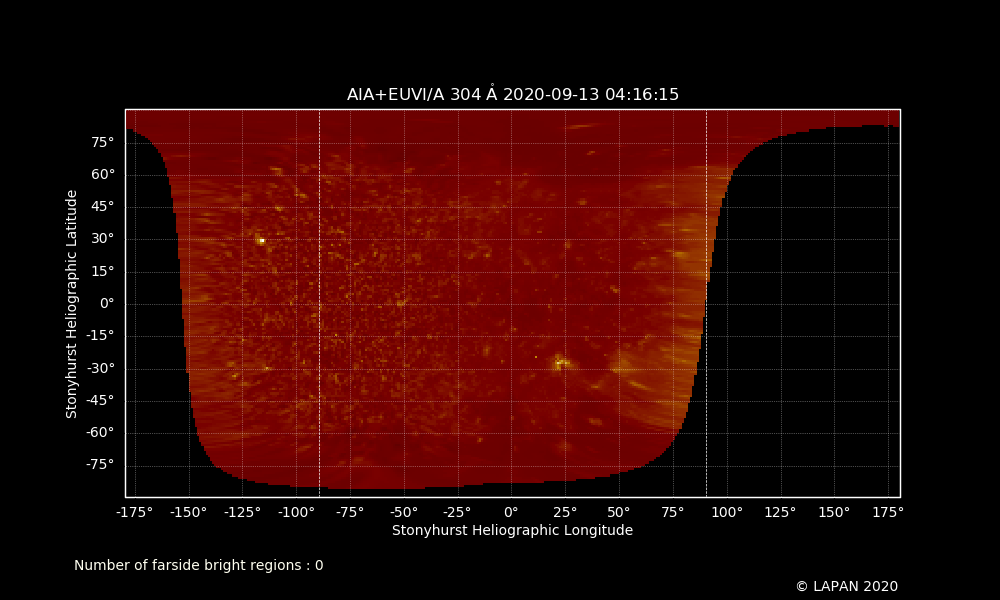 AIA+EUVI/A 304 Å 2020-09-13 04:16:15
75°
60°
45°
30°
15°
0°
-15°
-30°
-45°
-60°
-75°
Stonyhurst Heliographic Latitude
-175° -150° -125° -100° -75° -50° -25° 0° 25° 50° 75° 100° 125° 150° 175°
Stonyhurst Heliographic Longitude
Number of farside bright regions : 0
© LAPAN 2020